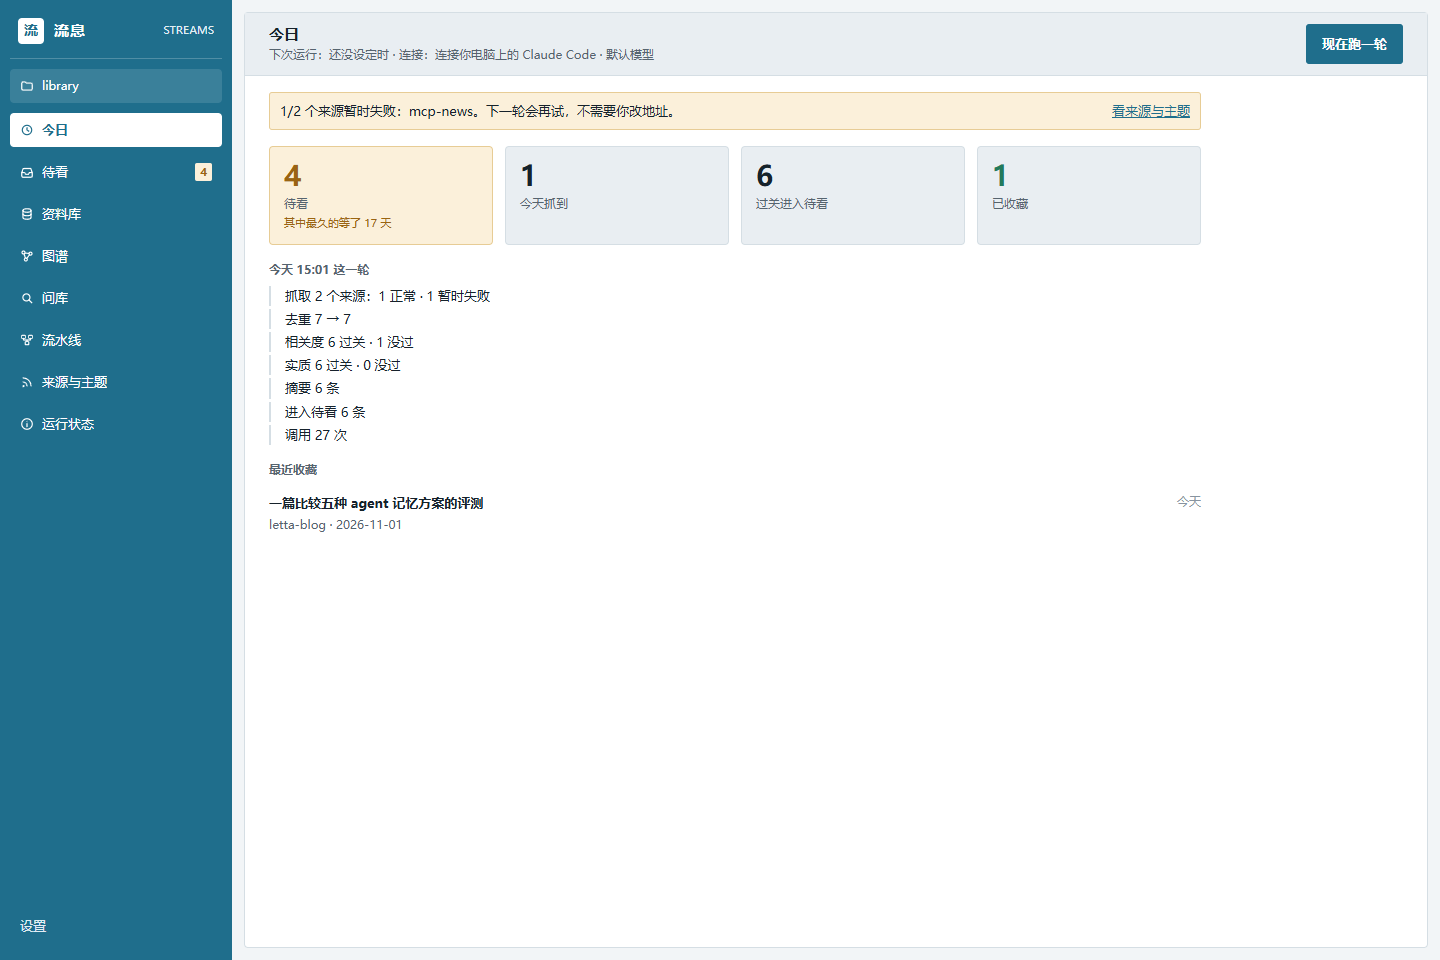 流 流息 STREAMS
library
今日
待看 4
资料库
图谱
问库
流水线
来源与主题
运行状态
设置
今日
下次运行：还没设定时 · 连接：连接你电脑上的 Claude Code · 默认模型
现在跑一轮
1/2 个来源暂时失败：mcp-news。下一轮会再试，不需要你改地址。 看来源与主题
4
待看
其中最久的等了 17 天
1
今天抓到
6
过关进入待看
1
已收藏
今天 15:01 这一轮
抓取 2 个来源：1 正常 · 1 暂时失败
去重 7 → 7
相关度 6 过关 · 1 没过
实质 6 过关 · 0 没过
摘要 6 条
进入待看 6 条
调用 27 次
最近收藏
一篇比较五种 agent 记忆方案的评测 今天
letta-blog · 2026-11-01